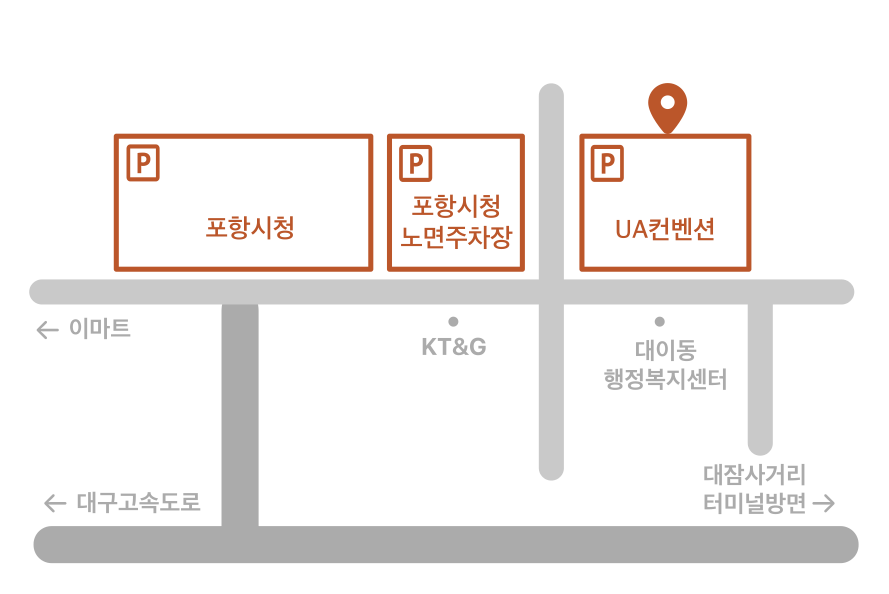 P
포항시청
P
포항시청
노면주차장
P
UA컨벤션
← 이마트
KT&G
대이동
행정복지센터
← 대구고속도로
대잠사거리
터미널방면 →